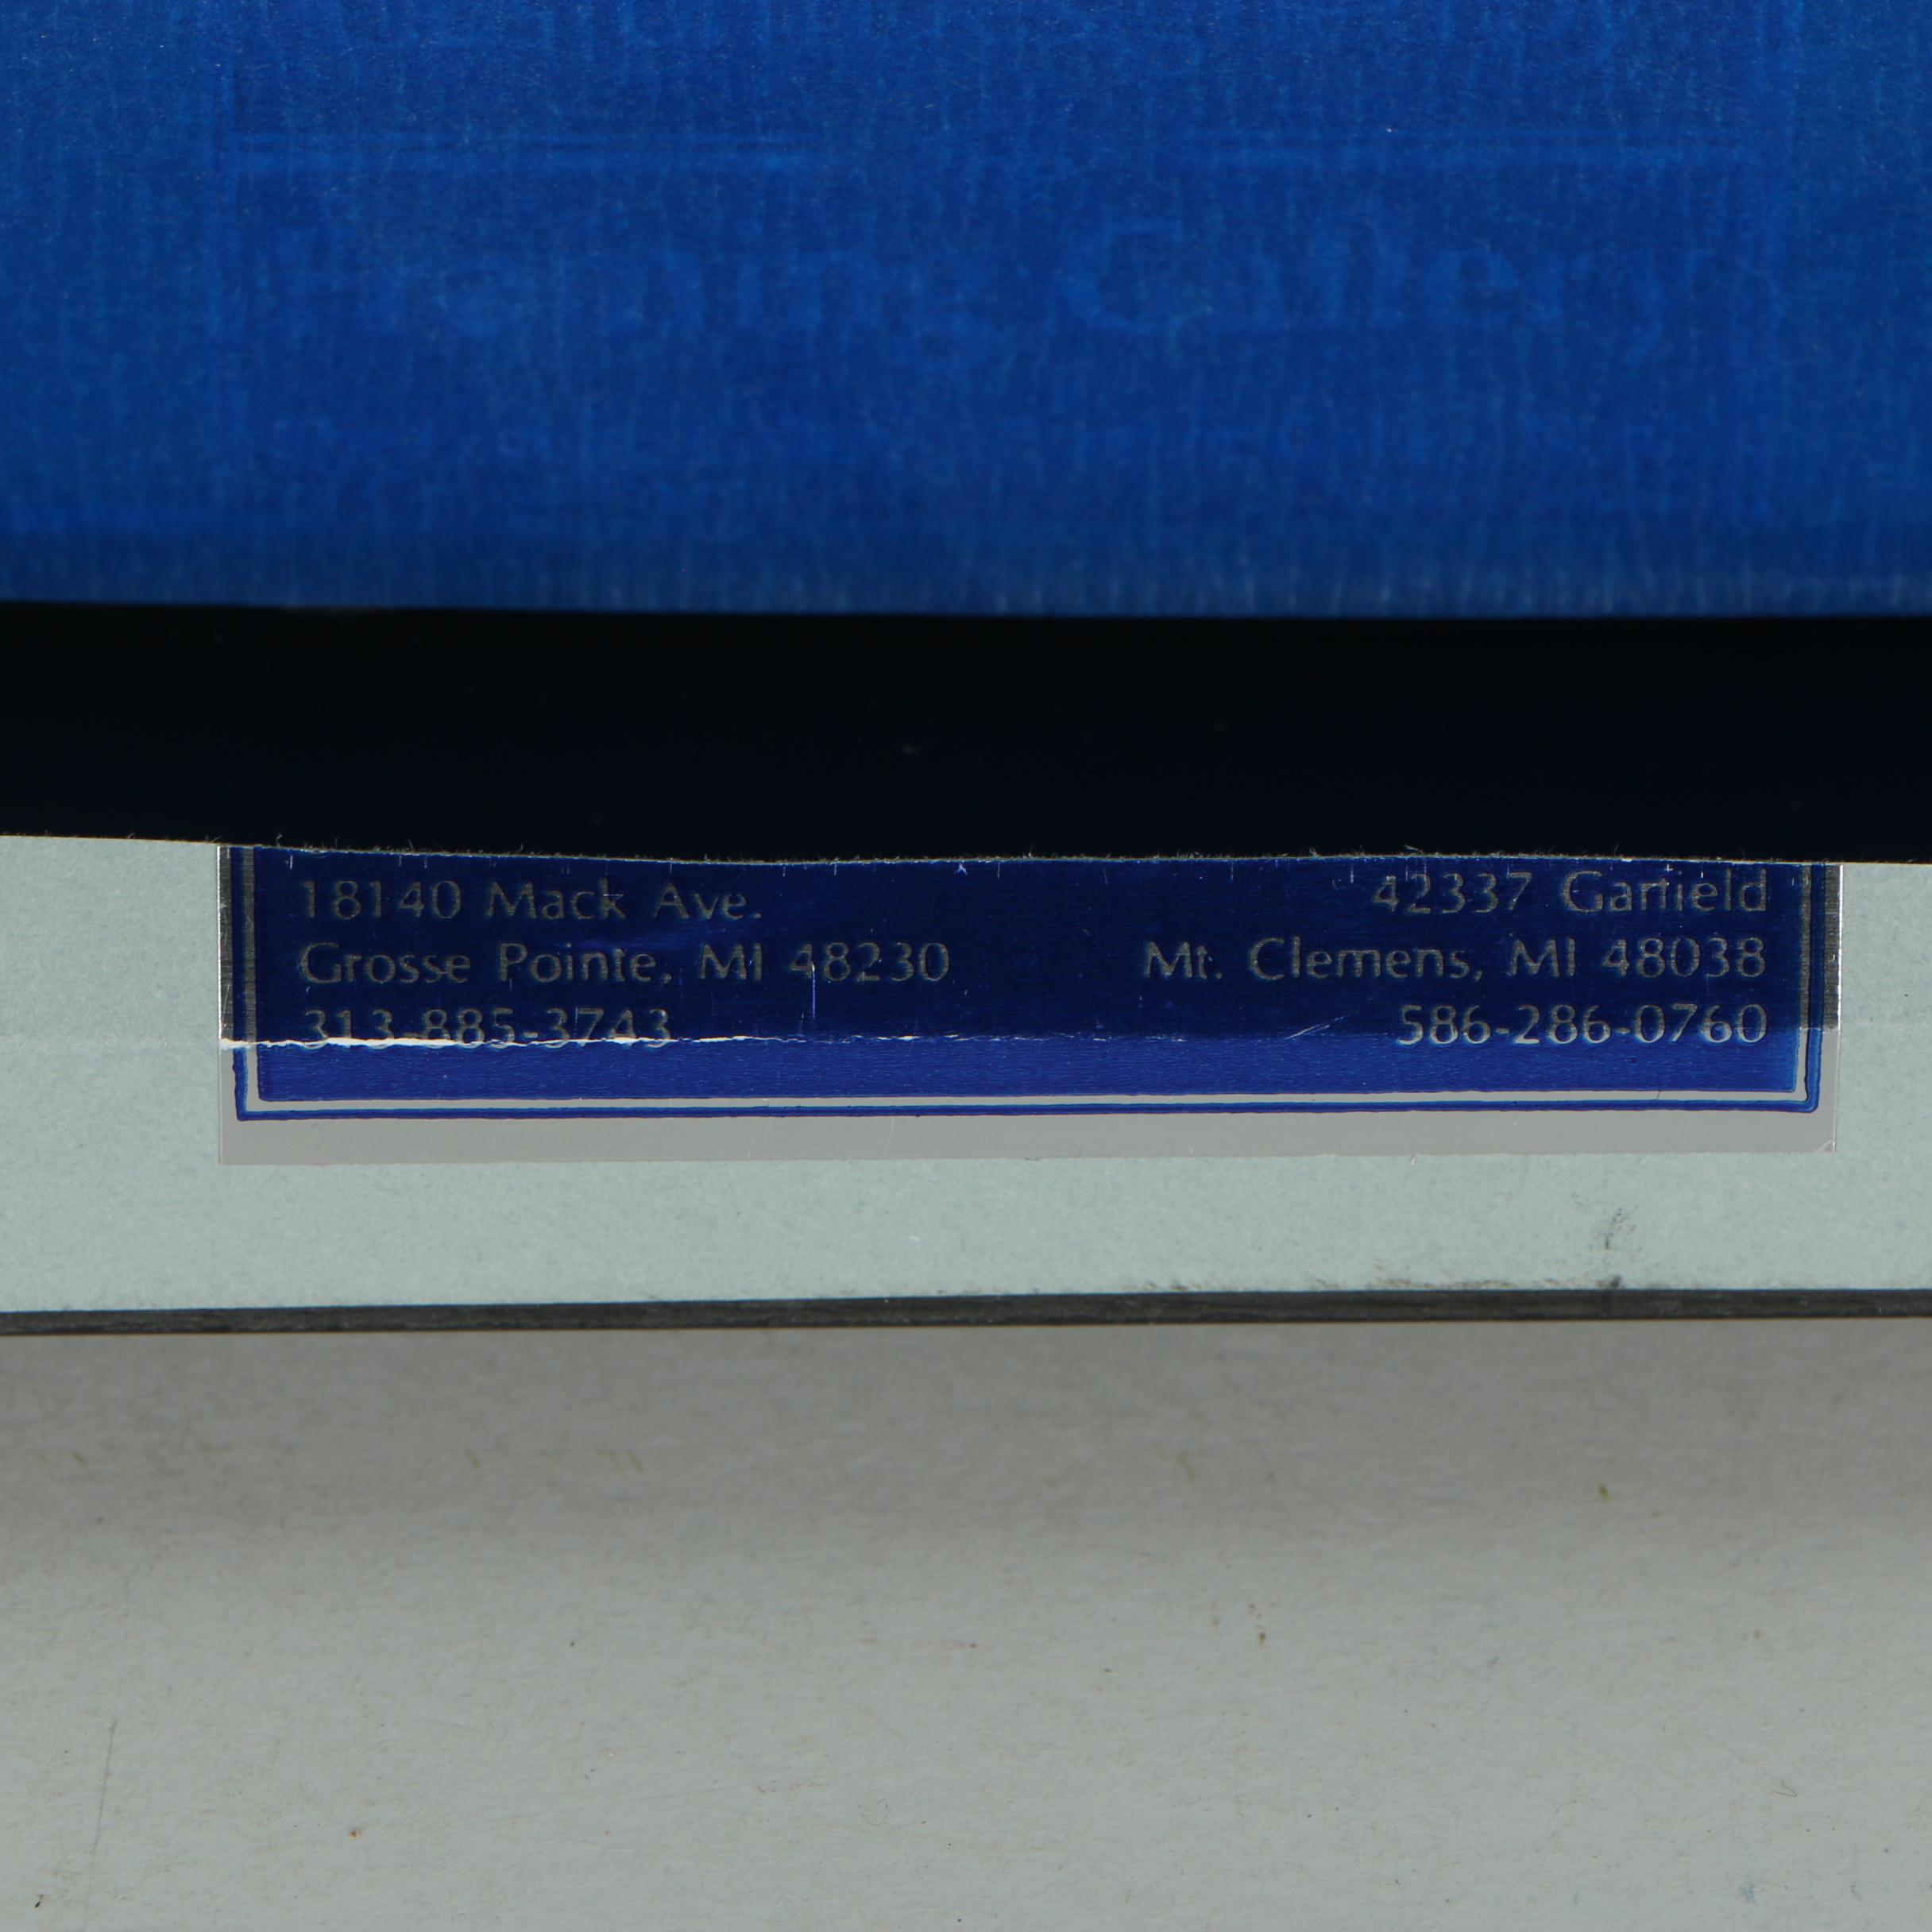 18140 Mack Ave.
Grosse Pointe, MI 48230
313-885-3743
42337 Garfield
Mt. Clemens, MI 48038
586-286-0760